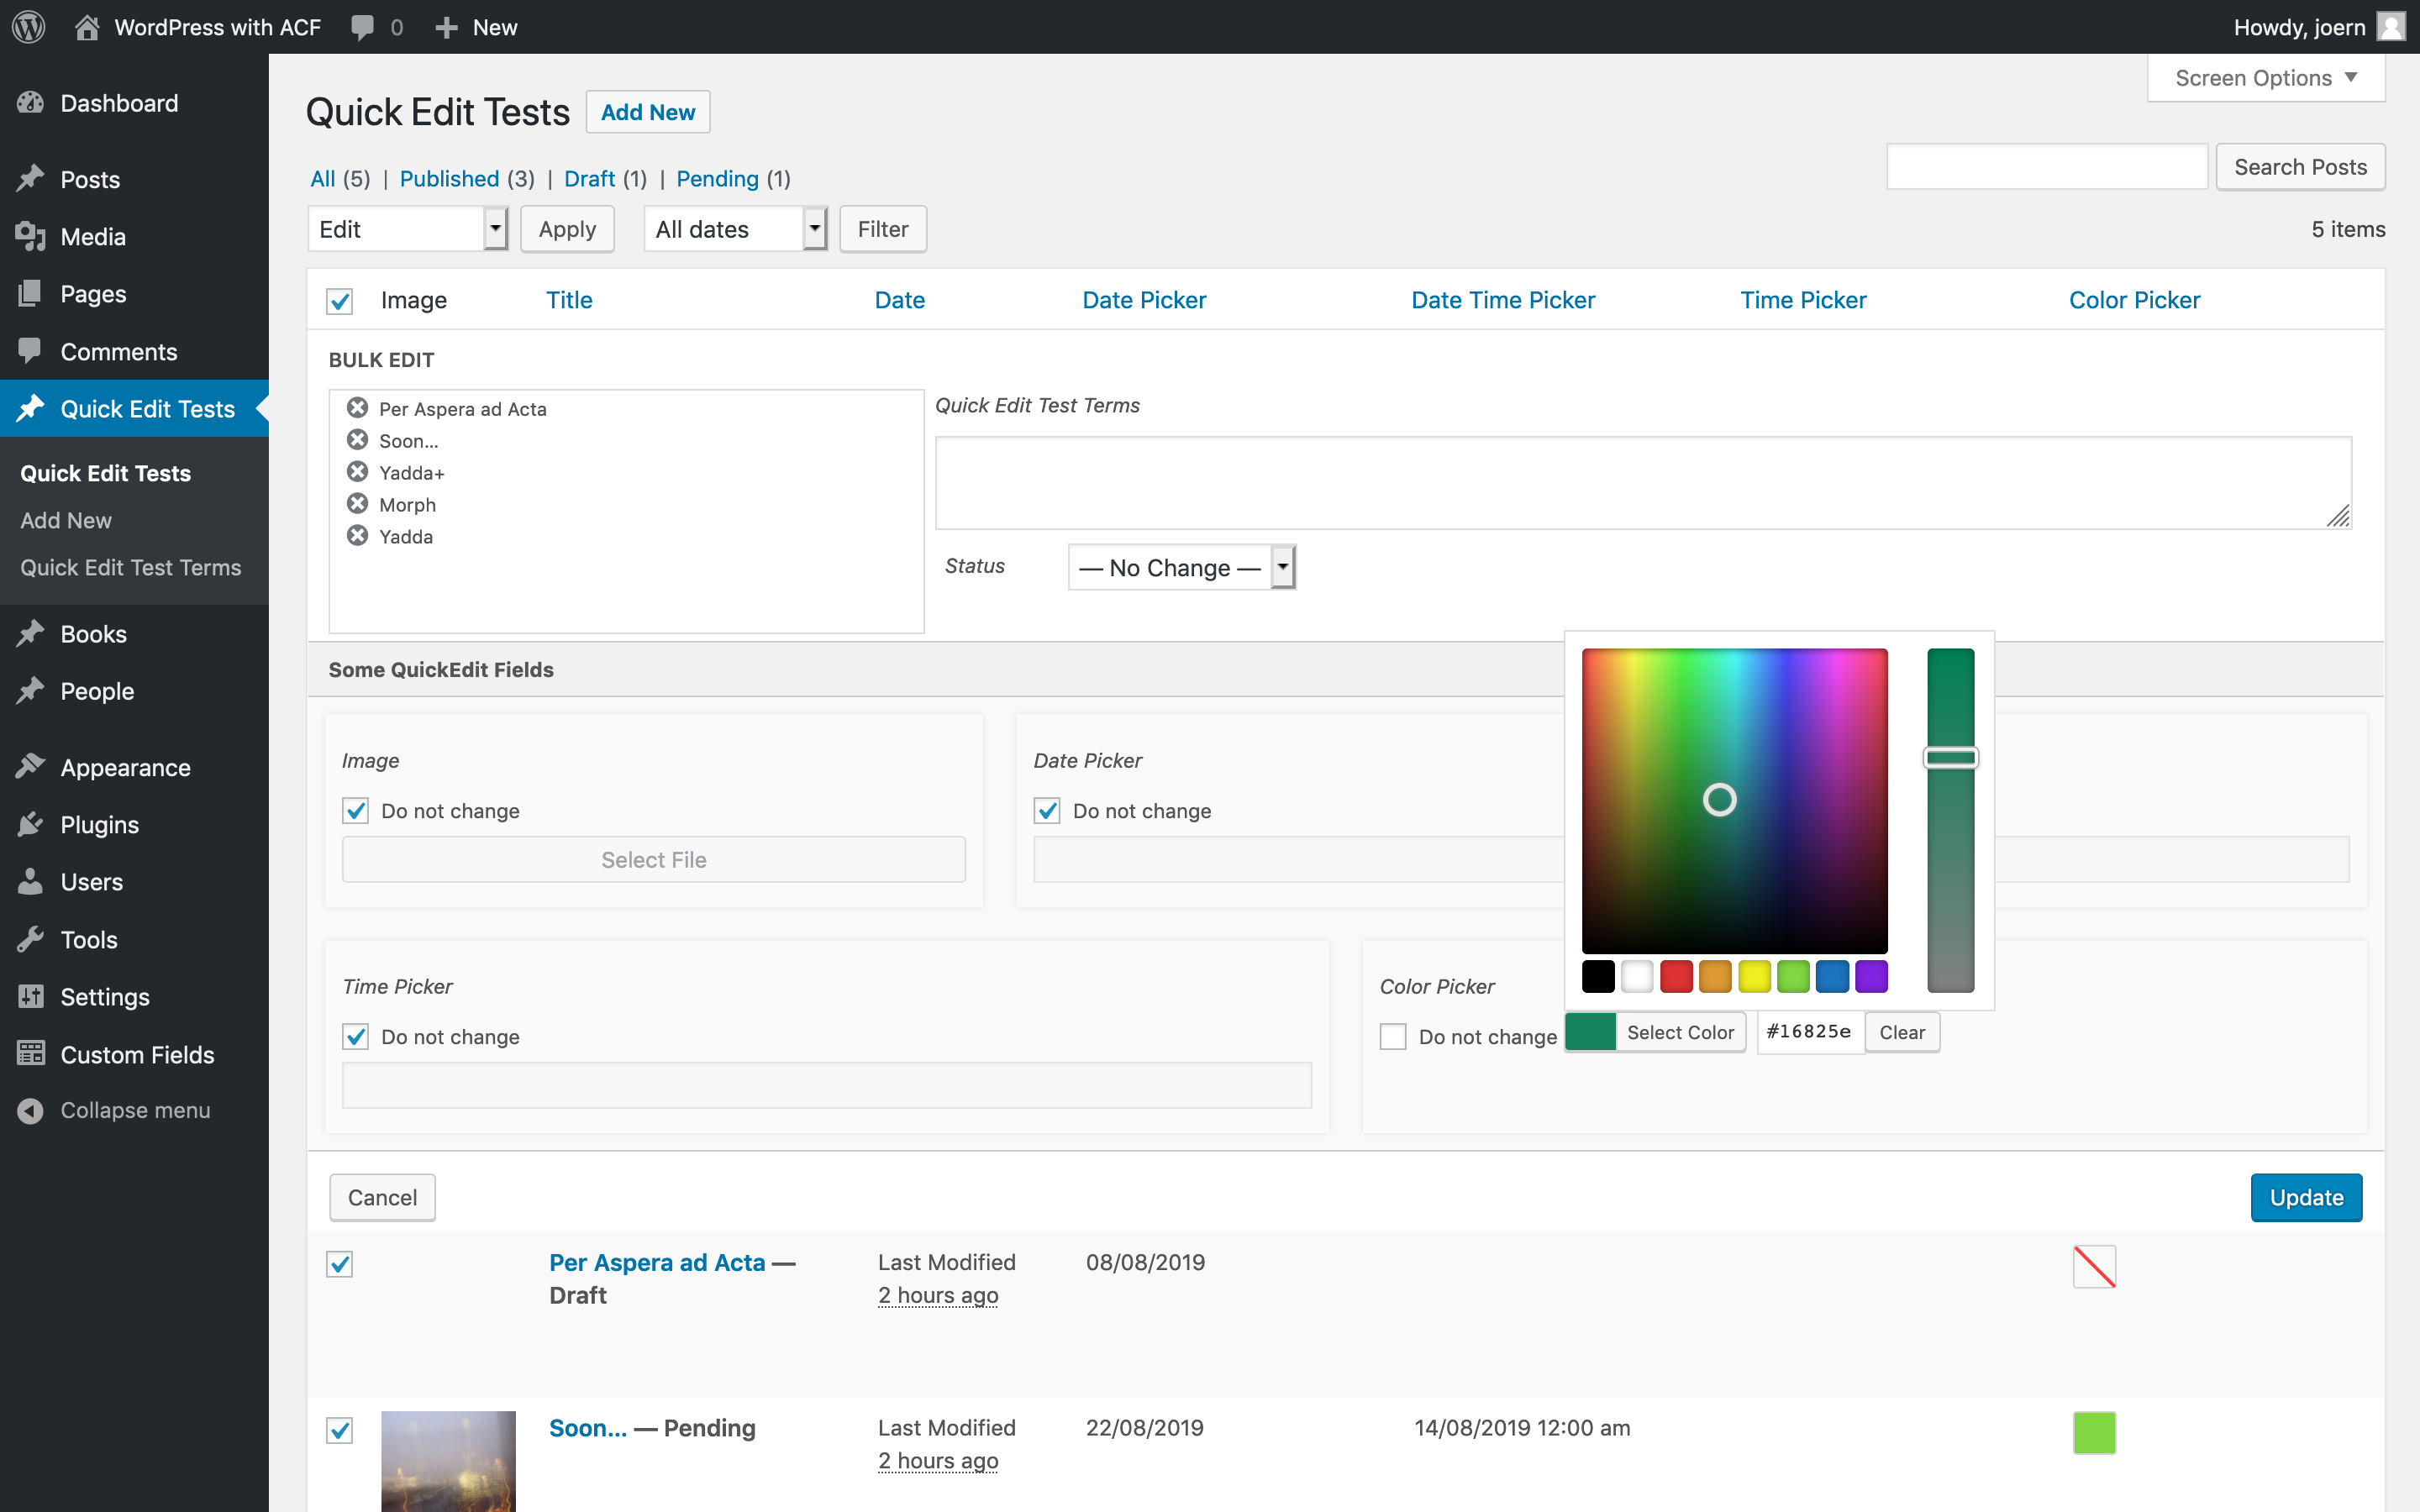 WordPress with ACF 0 New Howdy, joern
Screen Options
Dashboard
Posts
Media
Pages
Comments
Quick Edit Tests
Quick Edit Tests
Add New
Quick Edit Test Terms
Books
People
Appearance
Plugins
Users
Tools
Settings
Custom Fields
Collapse menu
Quick Edit Tests Add New
All (5) | Published (3) | Draft (1) | Pending (1)
Search Posts
Edit Apply All dates Filter 5 items
Image Title Date Date Picker Date Time Picker Time Picker Color Picker
BULK EDIT
Per Aspera ad Acta
Soon...
Yadda+
Morph
Yadda
Quick Edit Test Terms
Status — No Change —
Some QuickEdit Fields
Image
Do not change
Select File
Date Picker
Do not change
Time Picker
Do not change
Color Picker
Do not change Select Color #16825e Clear
Cancel Update
Per Aspera ad Acta — Draft
Last Modified
2 hours ago
08/08/2019
Soon... — Pending
Last Modified
2 hours ago
22/08/2019
14/08/2019 12:00 am